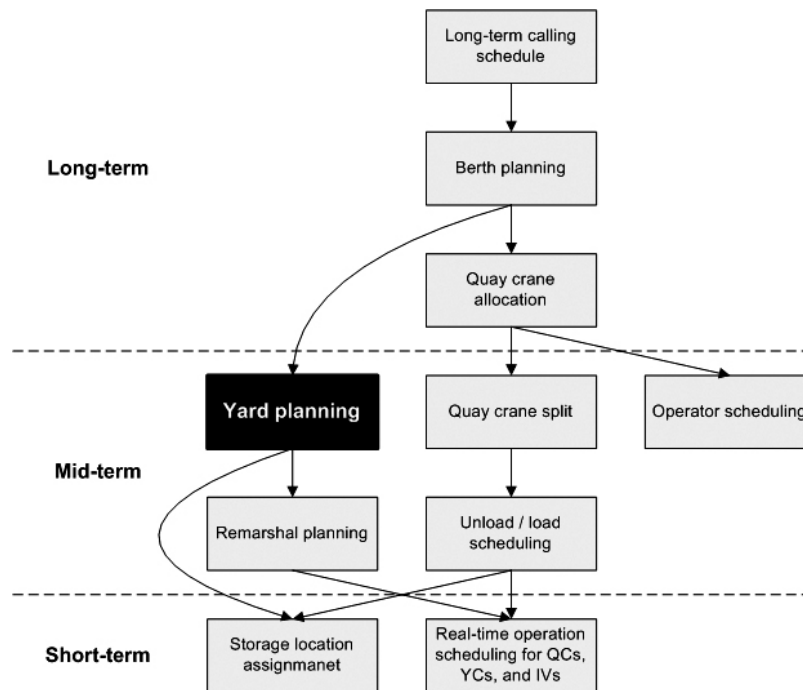 Long-term calling
schedule
Long-term
Berth planning
Quay crane
allocation
Yard planning
Quay crane split
Operator scheduling
Mid-term
Remarshal planning
Unload / load
scheduling
Short-term
Storage location
assignmanet
Real-time operation
scheduling for QCs,
YCs, and IVs